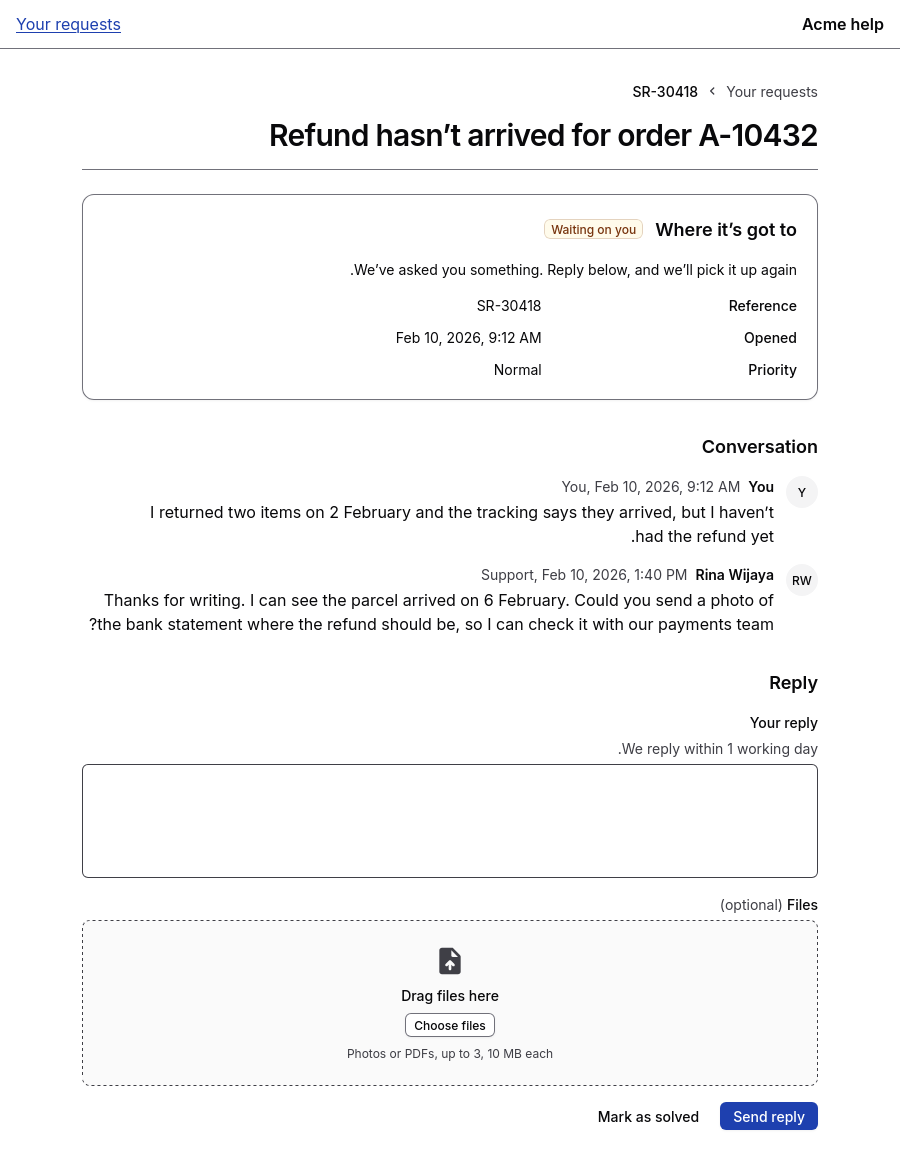 Your requests
Acme help
SR-30418 ‹ Your requests
Refund hasn’t arrived for order A-10432
Waiting on you
Where it’s got to
.We’ve asked you something. Reply below, and we’ll pick it up again
SR-30418 Reference
Feb 10, 2026, 9:12 AM Opened
Normal Priority
Conversation
You, Feb 10, 2026, 9:12 AM You Y
I returned two items on 2 February and the tracking says they arrived, but I haven’t
.had the refund yet
Support, Feb 10, 2026, 1:40 PM Rina Wijaya RW
Thanks for writing. I can see the parcel arrived on 6 February. Could you send a photo of
?the bank statement where the refund should be, so I can check it with our payments team
Reply
Your reply
.We reply within 1 working day
(optional) Files
Drag files here
Choose files
Photos or PDFs, up to 3, 10 MB each
Mark as solved
Send reply